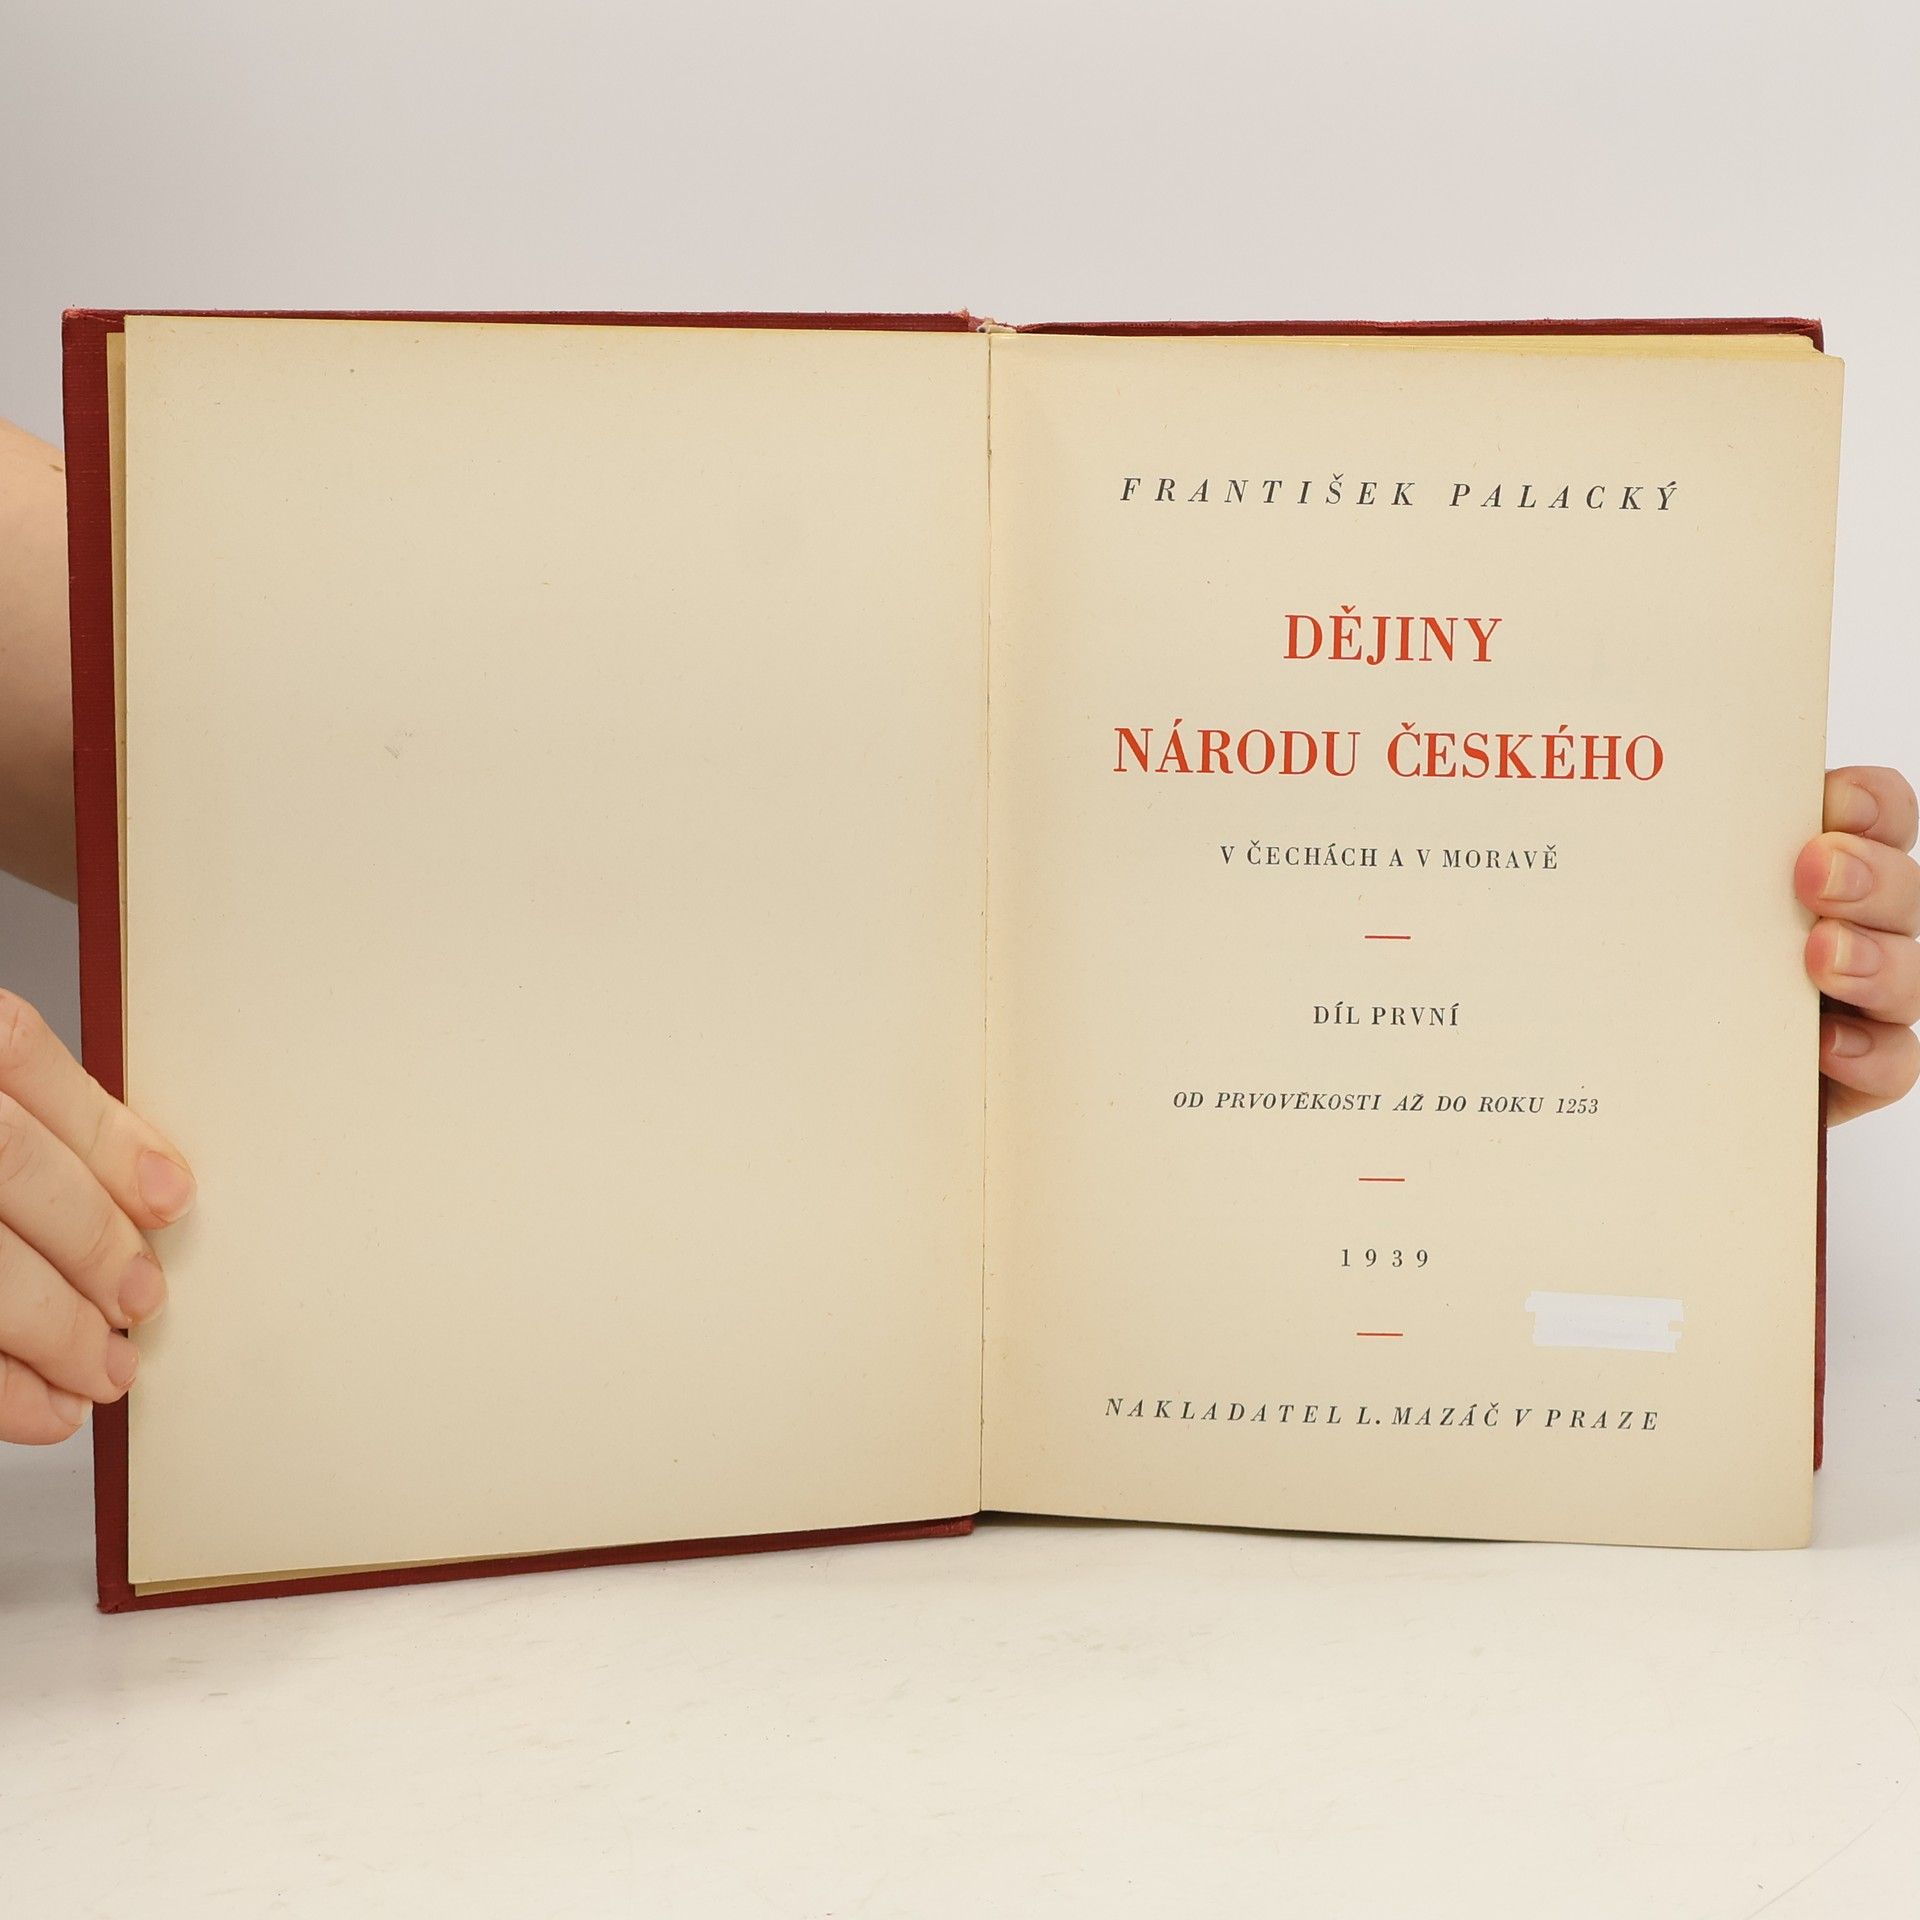 FRANTIŠEK PALACKÝ
DĚJINY
NÁRODU ČESKÉHO
V ČECHÁCH A V MORAVĚ
DÍL PRVNÍ
OD PRVOVĚKOSTI AŽ DO ROKU 1253
1939
NAKLADATEL L. MAZÁČ V PRAZE